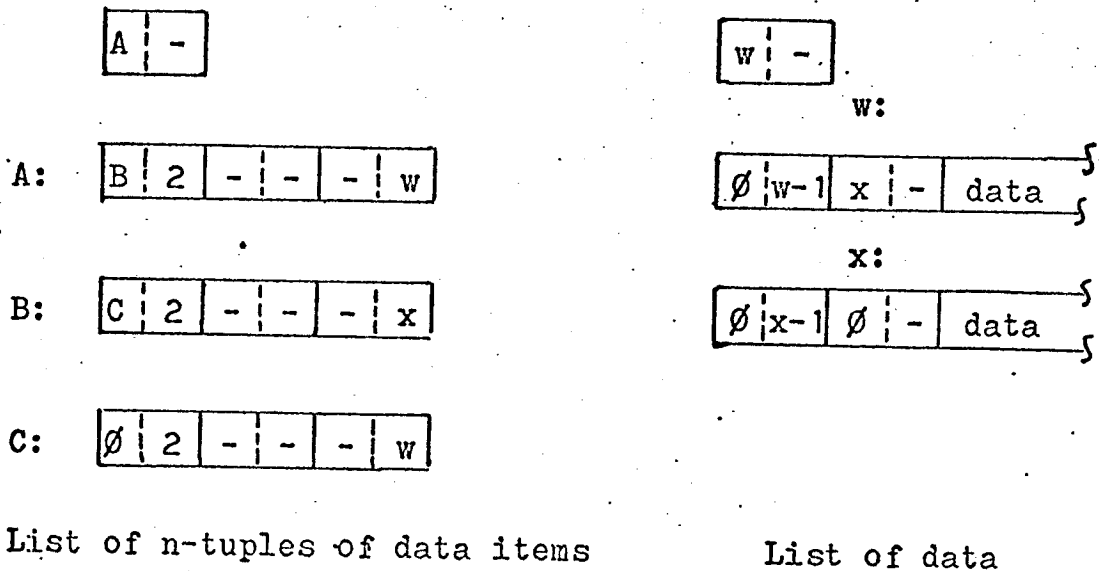 A -
A: B 2 - - - w
B: C 2 - - - x
C: Ø 2 - - - w
List of n-tuples of data items
w -
w:
Ø w-1 x - data
x:
Ø x-1 Ø - data
List of data